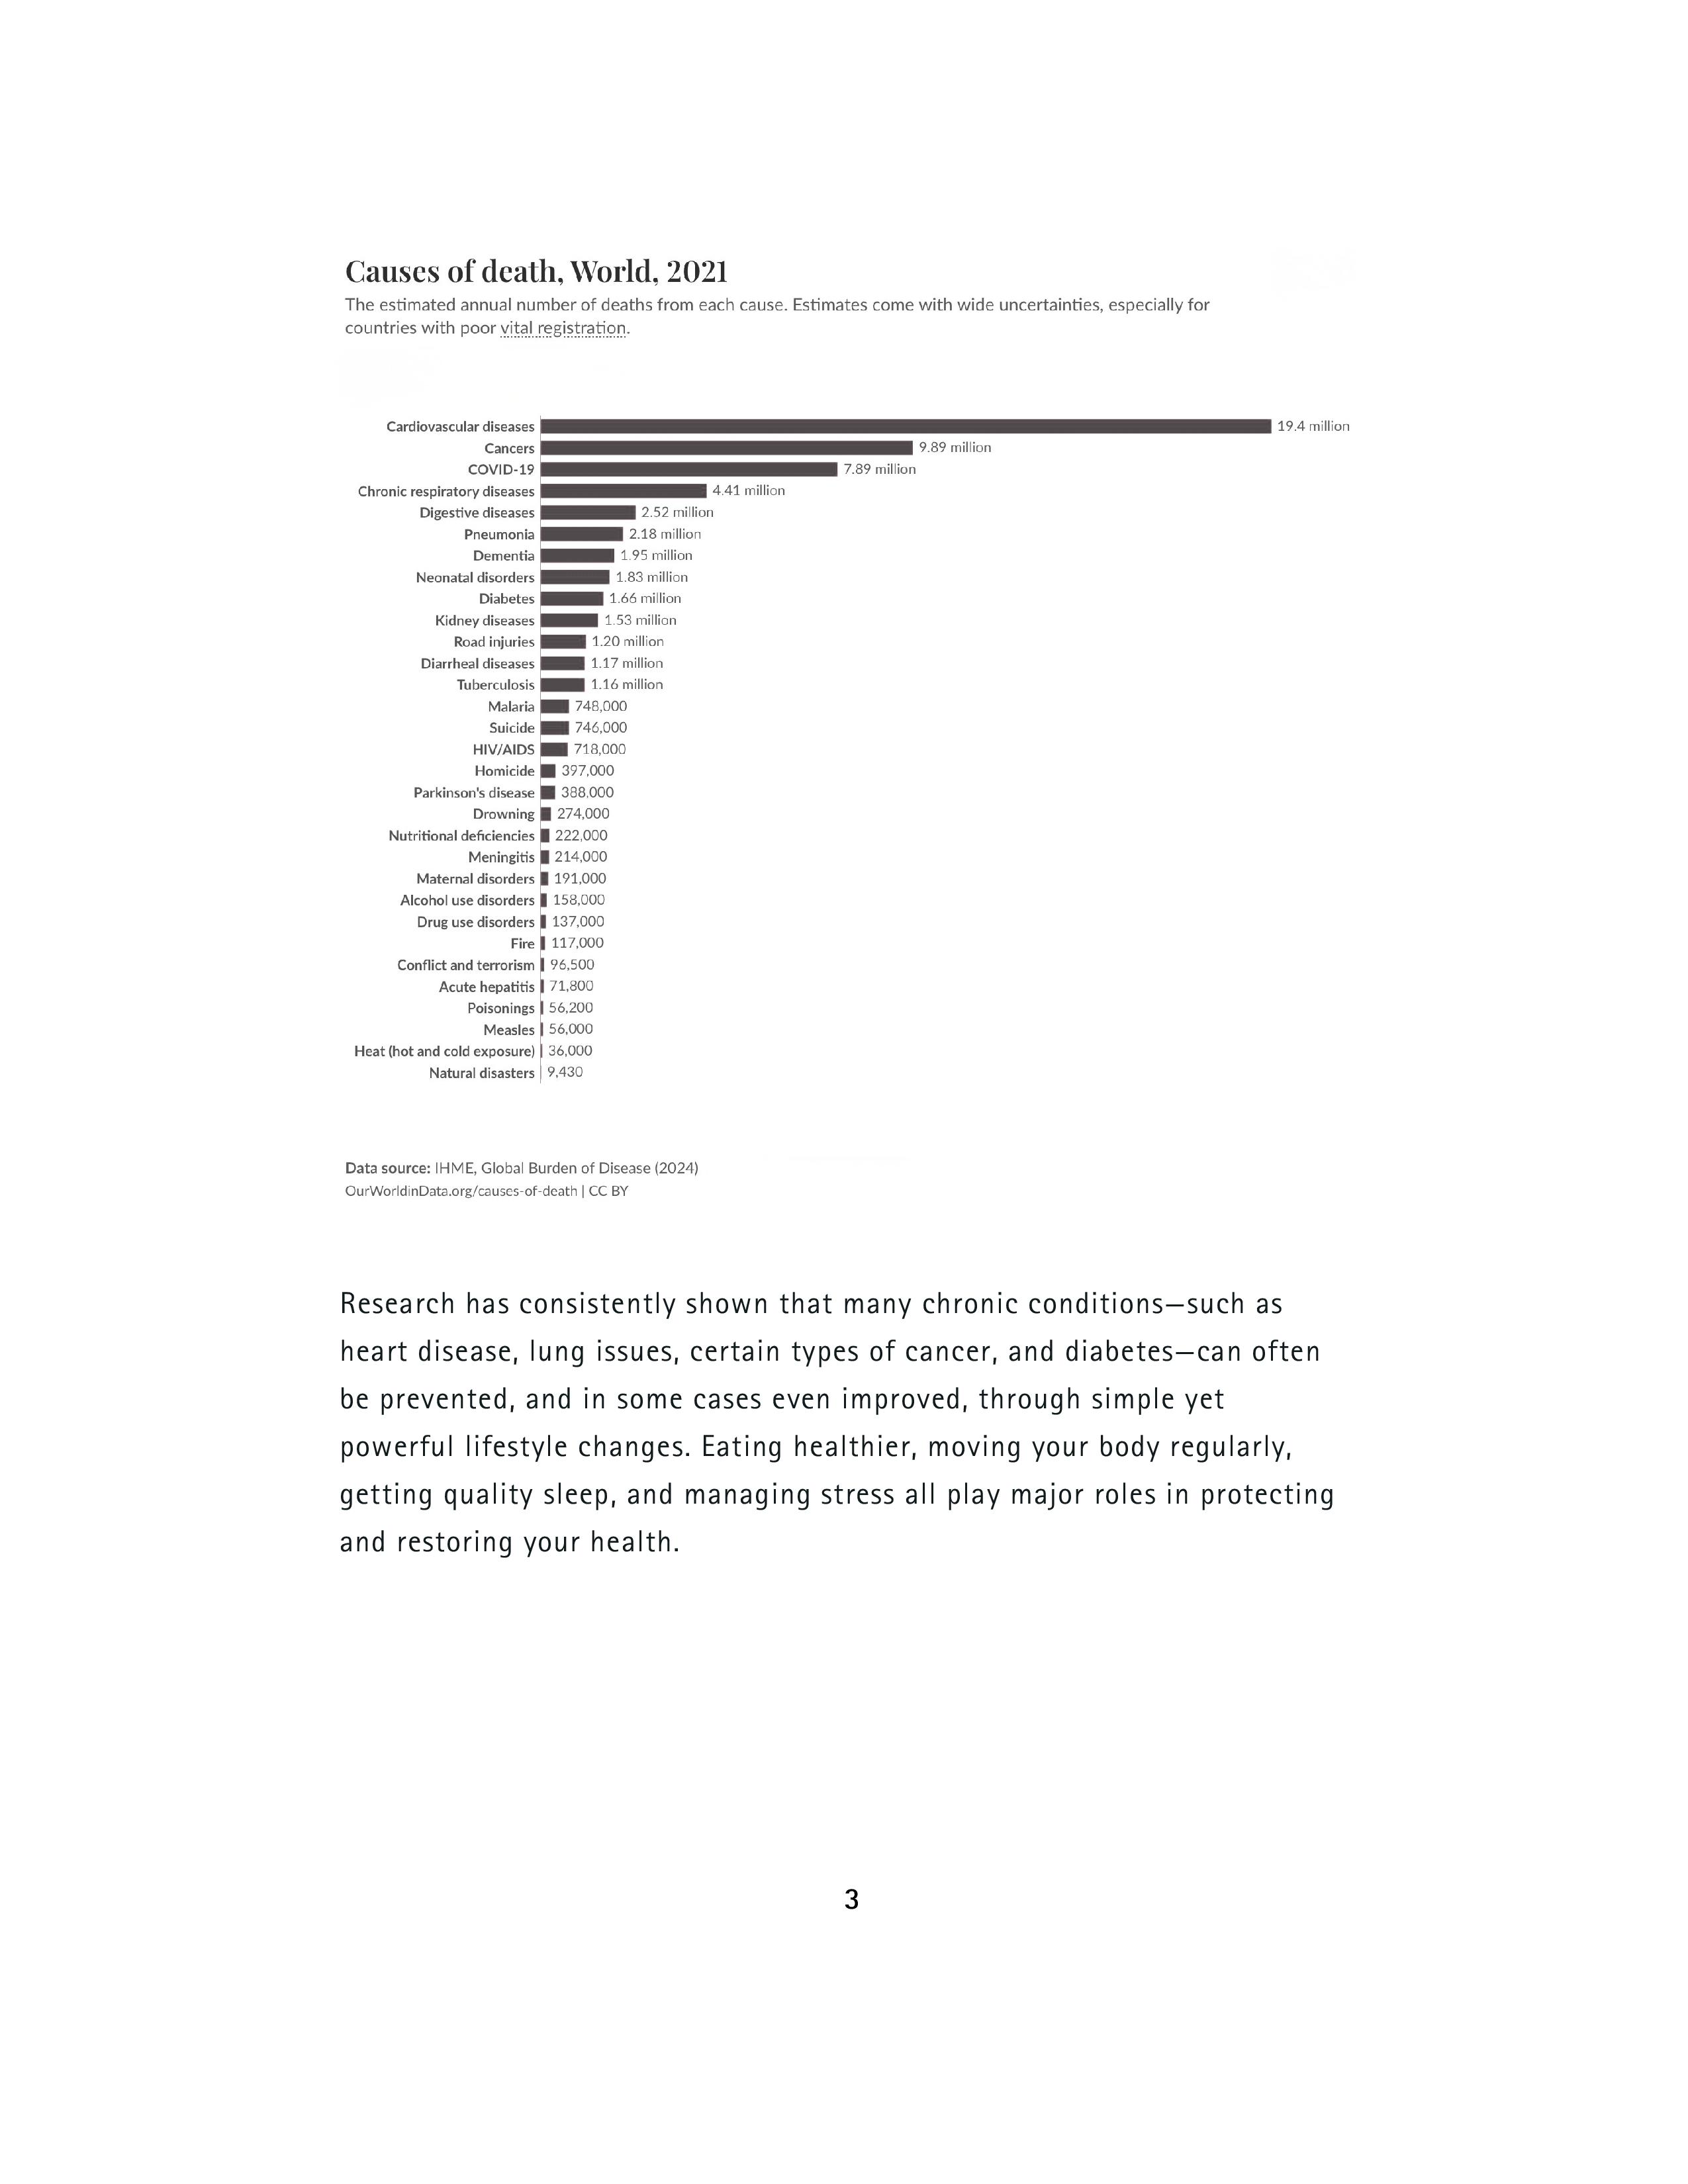 Causes of death, World, 2021
The estimated annual number of deaths from each cause. Estimates come with wide uncertainties, especially for
countries with poor vital registration.
Cardiovascular diseases 19.4 million
Cancers 9.89 million
COVID-19 7.89 million
Chronic respiratory diseases 4.41 million
Digestive diseases 2.52 million
Pneumonia 2.18 million
Dementia 1.95 million
Neonatal disorders 1.83 million
Diabetes 1.66 million
Kidney diseases 1.53 million
Road injuries 1.20 million
Diarrheal diseases 1.17 million
Tuberculosis 1.16 million
Malaria 748,000
Suicide 746,000
HIV/AIDS 718,000
Homicide 397,000
Parkinson's disease 388,000
Drowning 274,000
Nutritional deficiencies 222,000
Meningitis 214,000
Maternal disorders 191,000
Alcohol use disorders 158,000
Drug use disorders 137,000
Fire 117,000
Conflict and terrorism 96,500
Acute hepatitis 71,800
Poisonings 56,200
Measles 56,000
Heat (hot and cold exposure) 36,000
Natural disasters 9,430
Data source: IHME, Global Burden of Disease (2024)
OurWorldinData.org/causes-of-death | CC BY
Research has consistently shown that many chronic conditions—such as
heart disease, lung issues, certain types of cancer, and diabetes—can often
be prevented, and in some cases even improved, through simple yet
powerful lifestyle changes. Eating healthier, moving your body regularly,
getting quality sleep, and managing stress all play major roles in protecting
and restoring your health.
3